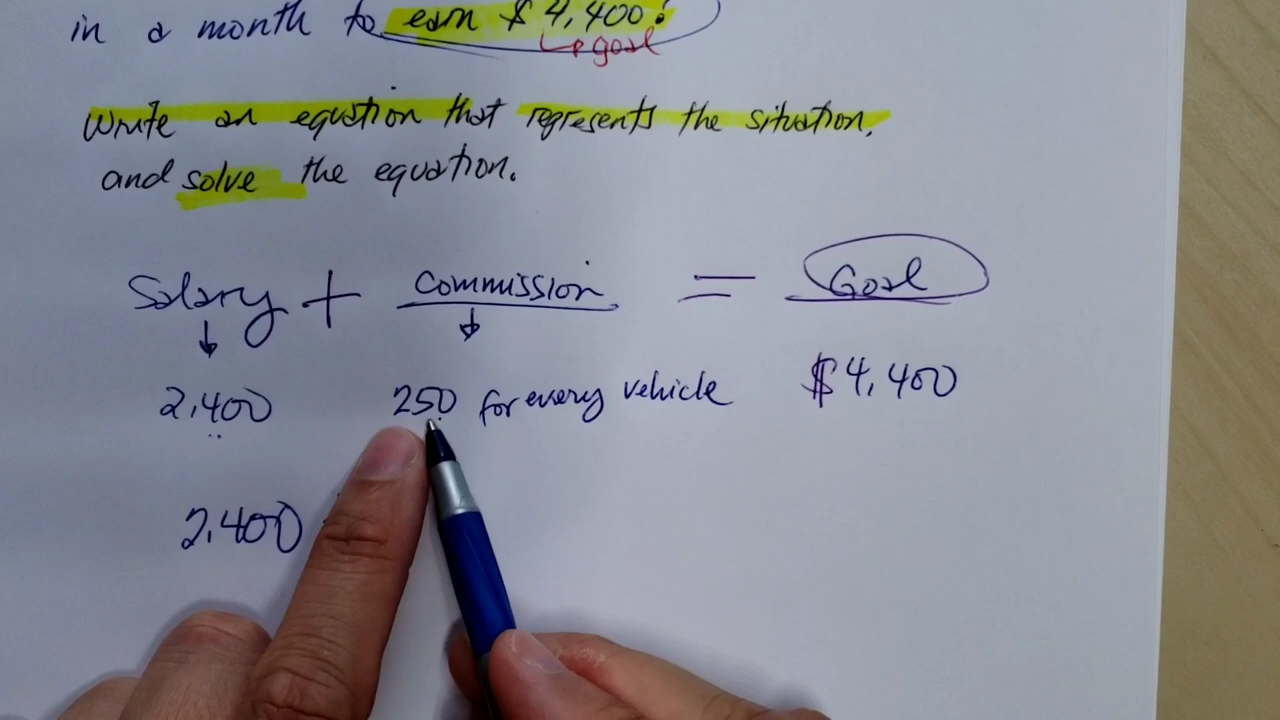 in a month to earn $4,400?
↳goal
Write an equation that represents the situation,
and solve the equation.
Salary + Commission = Goal
2,400 250 for every vehicle $4,400
2,400